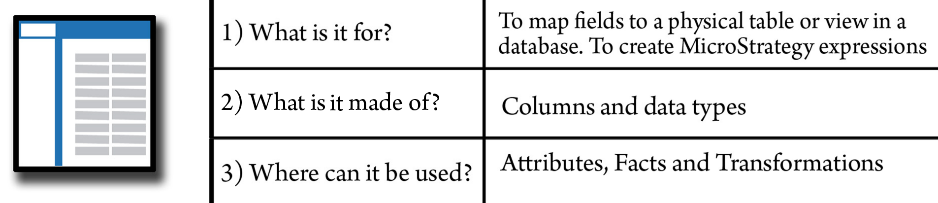 1) What is it for?
To map fields to a physical table or view in a
database. To create MicroStrategy expressions
2) What is it made of?
Columns and data types
3) Where can it be used?
Attributes, Facts and Transformations